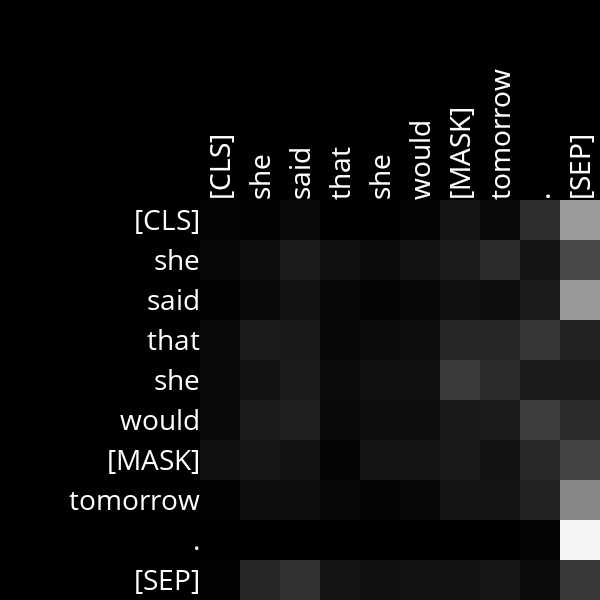 [CLS] she said that she would [MASK] tomorrow . [SEP]
[CLS]
she
said
that
she
would
[MASK]
tomorrow
.
[SEP]